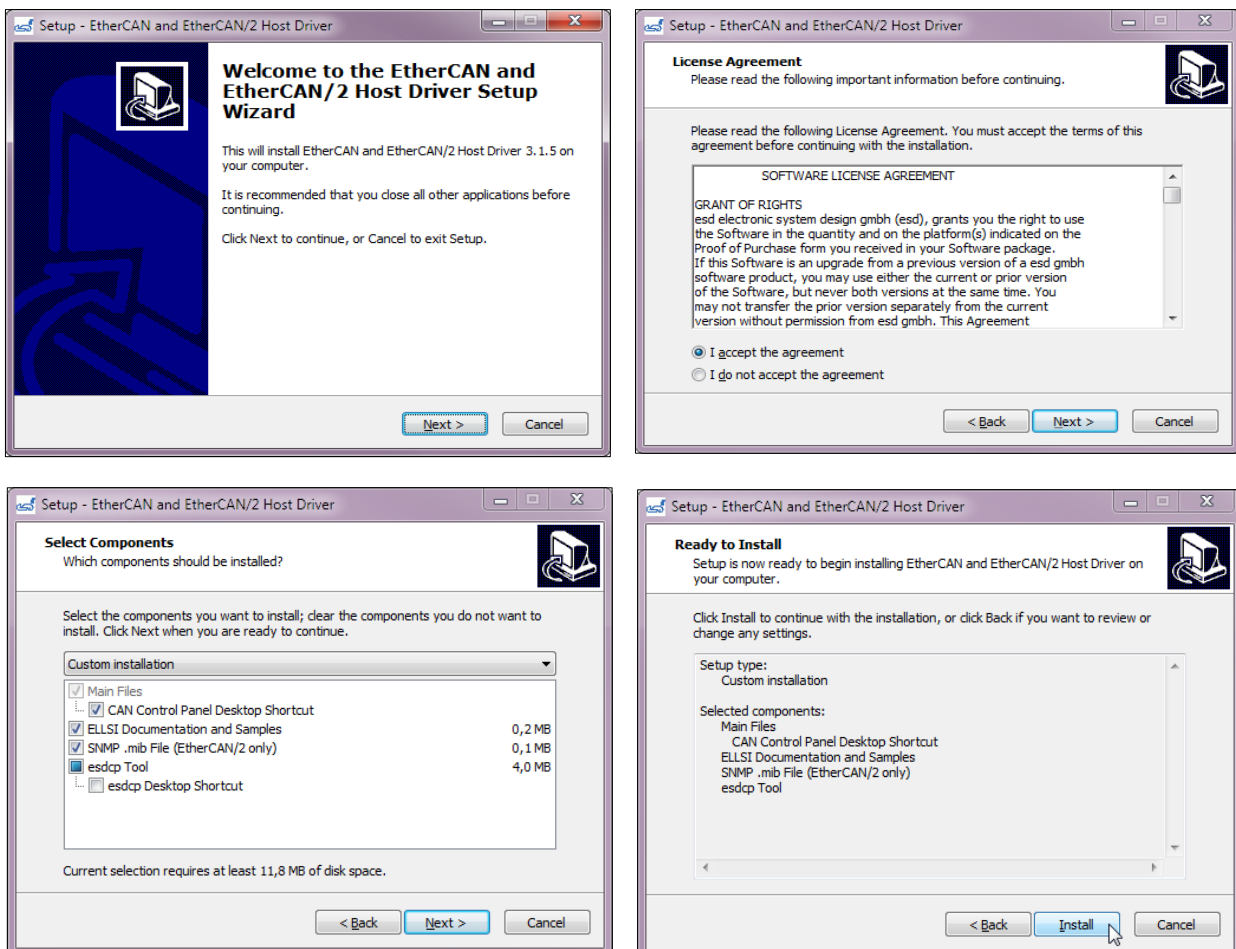 Setup - EtherCAN and EtherCAN/2 Host Driver
Welcome to the EtherCAN and
EtherCAN/2 Host Driver Setup
Wizard
This will install EtherCAN and EtherCAN/2 Host Driver 3.1.5 on
your computer.
It is recommended that you close all other applications before
continuing.
Click Next to continue, or Cancel to exit Setup.
Next >
Cancel
Setup - EtherCAN and EtherCAN/2 Host Driver
License Agreement
Please read the following important information before continuing.
Please read the following License Agreement. You must accept the terms of this
agreement before continuing with the installation.
SOFTWARE LICENSE AGREEMENT
GRANT OF RIGHTS
esd electronic system design gmbh (esd), grants you the right to use
the Software in the quantity and on the platform(s) indicated on the
Proof of Purchase form you received in your Software package.
If this Software is an upgrade from a previous version of a esd gmbh
software product, you may use either the current or prior version
of the Software, but never both versions at the same time. You
may not transfer the prior version separately from the current
version without permission from esd gmbh. This Agreement
I accept the agreement
I do not accept the agreement
< Back
Next >
Cancel
Setup - EtherCAN and EtherCAN/2 Host Driver
Select Components
Which components should be installed?
Select the components you want to install; clear the components you do not want to
install. Click Next when you are ready to continue.
Custom installation
Main Files
CAN Control Panel Desktop Shortcut
ELLSI Documentation and Samples 0,2 MB
SNMP .mib File (EtherCAN/2 only) 0,1 MB
esdcp Tool 4,0 MB
esdcp Desktop Shortcut
Current selection requires at least 11,8 MB of disk space.
< Back
Next >
Cancel
Setup - EtherCAN and EtherCAN/2 Host Driver
Ready to Install
Setup is now ready to begin installing EtherCAN and EtherCAN/2 Host Driver on
your computer.
Click Install to continue with the installation, or click Back if you want to review or
change any settings.
Setup type:
Custom installation
Selected components:
Main Files
CAN Control Panel Desktop Shortcut
ELLSI Documentation and Samples
SNMP .mib File (EtherCAN/2 only)
esdcp Tool
< Back
Install
Cancel